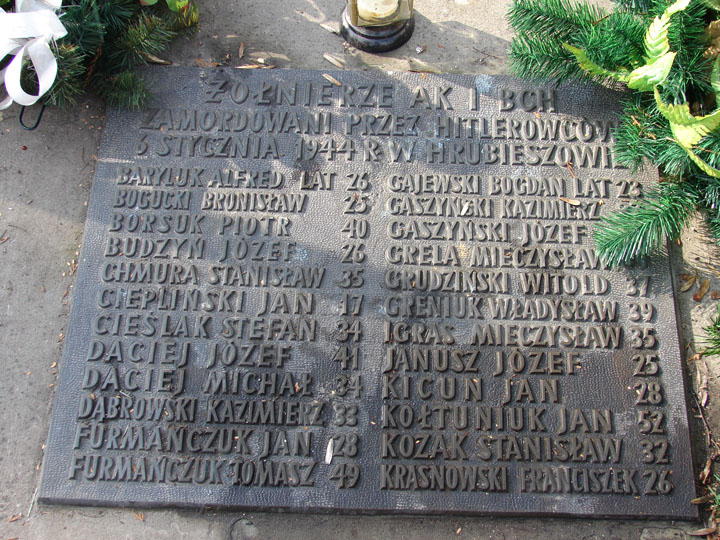 ŻOŁNIERZE AK I BCH
ZAMORDOWANI PRZEZ HITLEROWCÓW
6 STYCZNIA 1944 R W HRUBIESZOWIE
BARYLUK ALFRED LAT 26
BOGUCKI BRONISŁAW 25
BORSUK PIOTR 40
BUDZYN JÓZEF 26
CHMURA STANISŁAW 35
CIEPLIŃSKI JAN 17
CIEŚLAK STEFAN 34
DACIEJ JÓZEF 41
DACIEJ MICHAŁ 34
DĄBROWSKI KAZIMIERZ 33
FURMAŃCZUK JAN 28
FURMAŃCZUK TOMASZ 49
GAJEWSKI BOGDAN LAT 23
GASZYŃSKI KAZIMIERZ
GASZYŃSKI JÓZEF
GRELA MIECZYSŁAW
GRUDZIŃSKI WITOLD 37
GRENIUK WŁADYSŁAW 39
IGRAS MIECZYSŁAW 35
JANUSZ JÓZEF 25
KICUN JAN 28
KOŁTUNIUK JAN 52
KOZAK STANISŁAW 32
KRASNOWSKI FRANCISZEK 26